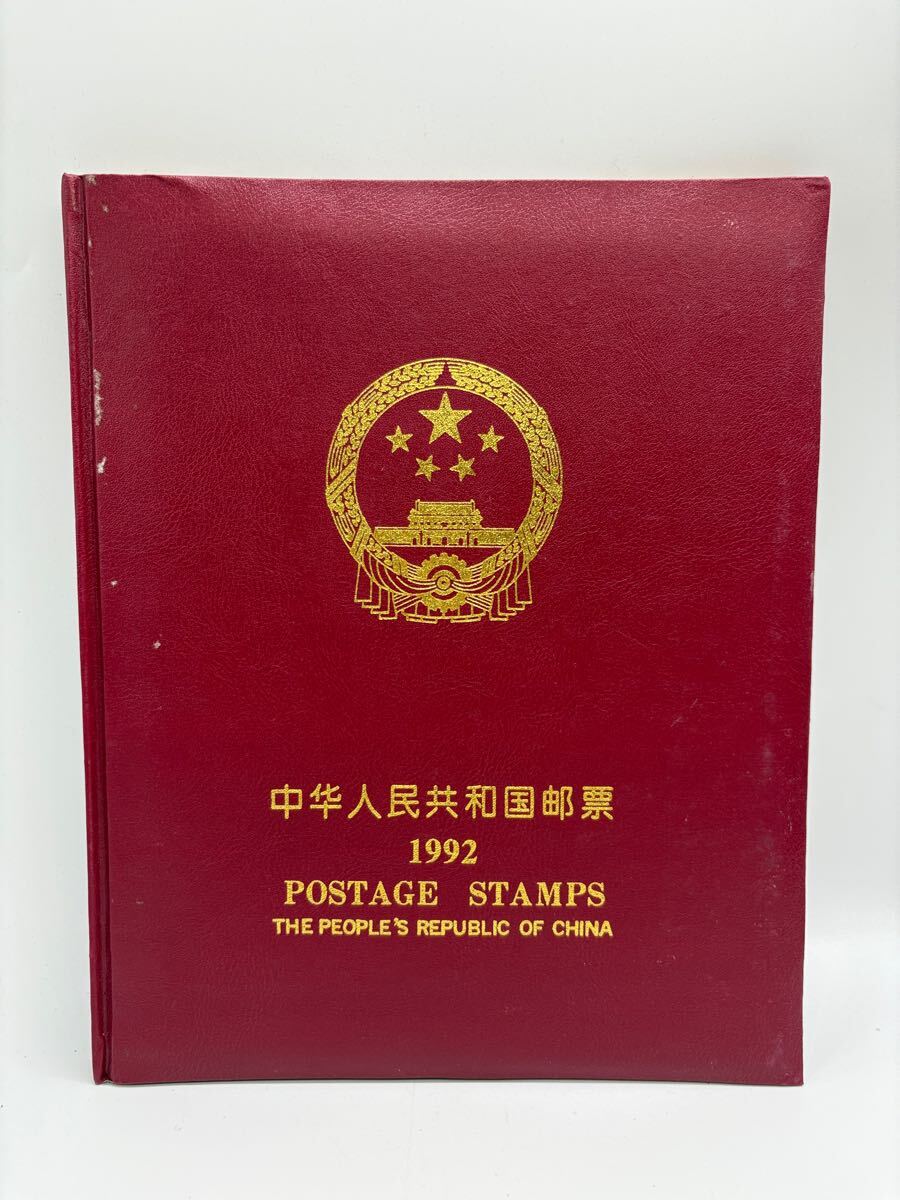 中华人民共和国邮票
1992
POSTAGE STAMPS
THE PEOPLE'S REPUBLIC OF CHINA